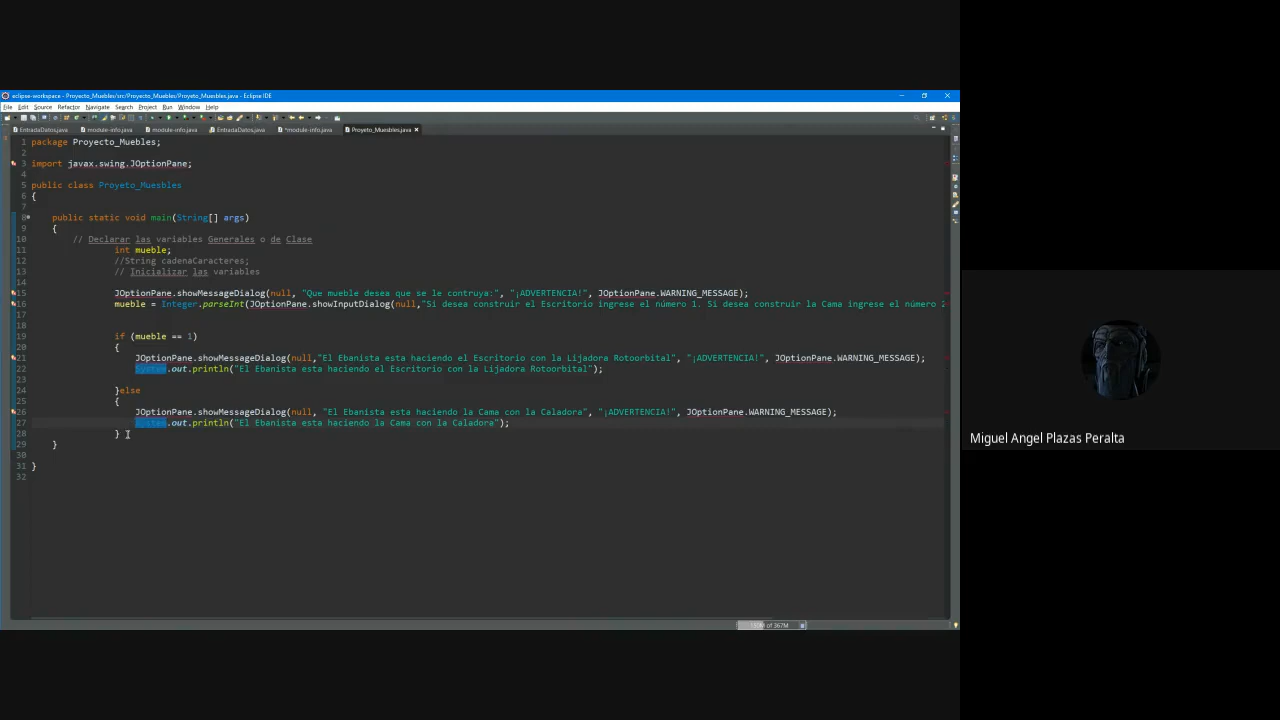 eclipse-workspace - Proyecto_Muebles/src/Proyecto_Muebles/Proyeto_Muesbles.java - Eclipse IDE
File Edit Source Refactor Navigate Search Project Run Window Help
EntradaDatos.java module-info.java module-info.java EntradaDatos.java *module-info.java Proyeto_Muesbles.java
1 package Proyecto_Muebles;
2
3 import javax.swing.JOptionPane;
4
5 public class Proyeto_Muesbles
6 {
7
8 public static void main(String[] args)
9 {
10 // Declarar las variables Generales o de Clase
11 int mueble;
12 //String cadenaCaracteres;
13 // Inicializar las variables
14
15 JOptionPane.showMessageDialog(null, "Que mueble desea que se le contruya:", "¡ADVERTENCIA!", JOptionPane.WARNING_MESSAGE);
16 mueble = Integer.parseInt(JOptionPane.showInputDialog(null,"Si desea construir el Escritorio ingrese el número 1. Si desea construir la Cama ingrese el número 2
17
18
19 if (mueble == 1)
20 {
21 JOptionPane.showMessageDialog(null,"El Ebanista esta haciendo el Escritorio con la Lijadora Rotoorbital", "¡ADVERTENCIA!", JOptionPane.WARNING_MESSAGE);
22 System.out.println("El Ebanista esta haciendo el Escritorio con la Lijadora Rotoorbital");
23
24 }else
25 {
26 JOptionPane.showMessageDialog(null, "El Ebanista esta haciendo la Cama con la Caladora", "¡ADVERTENCIA!", JOptionPane.WARNING_MESSAGE);
27 System.out.println("El Ebanista esta haciendo la Cama con la Caladora");
28 }
29 }
30
31 }
32
of 367M
Miguel Angel Plazas Peralta